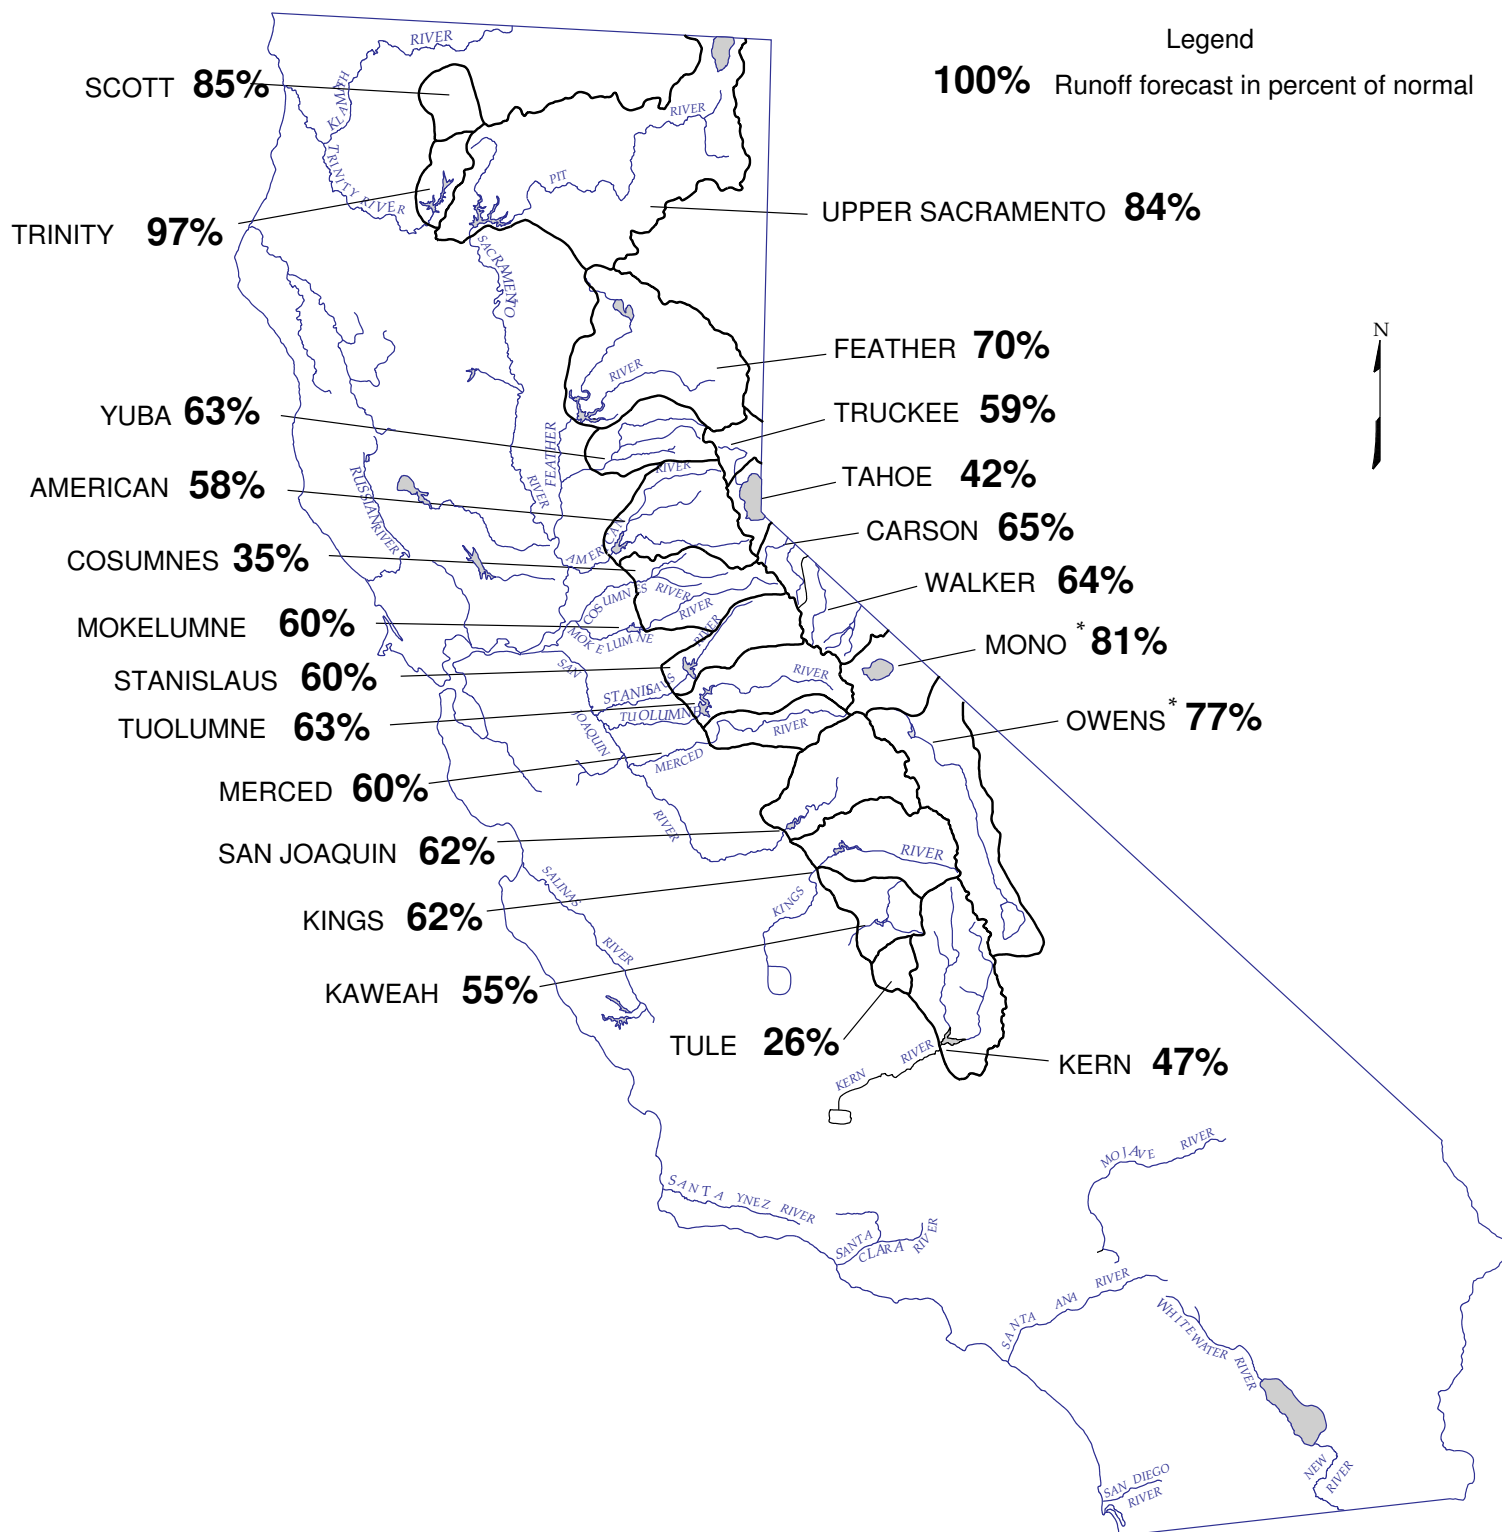 Legend
100% Runoff forecast in percent of normal
RIVER
SCOTT 85%
KLAMATH
RIVER
TRINITY RIVER
PIT
UPPER SACRAMENTO 84%
TRINITY 97%
SACRAMENTO
N
FEATHER 70%
RIVER
YUBA 63%
TRUCKEE 59%
FEATHER
RIVER
TAHOE 42%
AMERICAN 58%
RUSSIAN RIVER
RIVER
CARSON 65%
AMERICAN
COSUMNES 35%
WALKER 64%
COSUMNES RIVER
RIVER
MOKELUMNE 60%
MOKELUMNE
RIVER
MONO * 81%
SAN
STANISLAUS 60%
STANISLAUS
RIVER
TUOLUMNE 63%
TUOLUMNE
JOAQUIN
RIVER
OWENS * 77%
MERCED
MERCED 60%
RIVER
SAN JOAQUIN 62%
RIVER
SALINAS
KINGS
KINGS 62%
RIVER
KAWEAH 55%
TULE 26%
RIVER
KERN 47%
KERN
MOJAVE RIVER
SANTA YNEZ RIVER
SANTA
CLARA
RIVER
SANTA ANA RIVER
WHITEWATER RIVER
NEW
RIVER
SAN DIEGO
RIVER